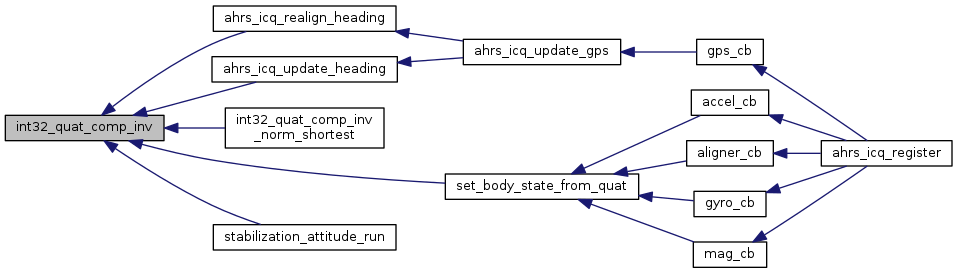 ahrs_icq_realign_heading
ahrs_icq_update_gps
gps_cb
ahrs_icq_update_heading
accel_cb
int32_quat_comp_inv
int32_quat_comp_inv
_norm_shortest
aligner_cb
ahrs_icq_register
set_body_state_from_quat
gyro_cb
stabilization_attitude_run
mag_cb